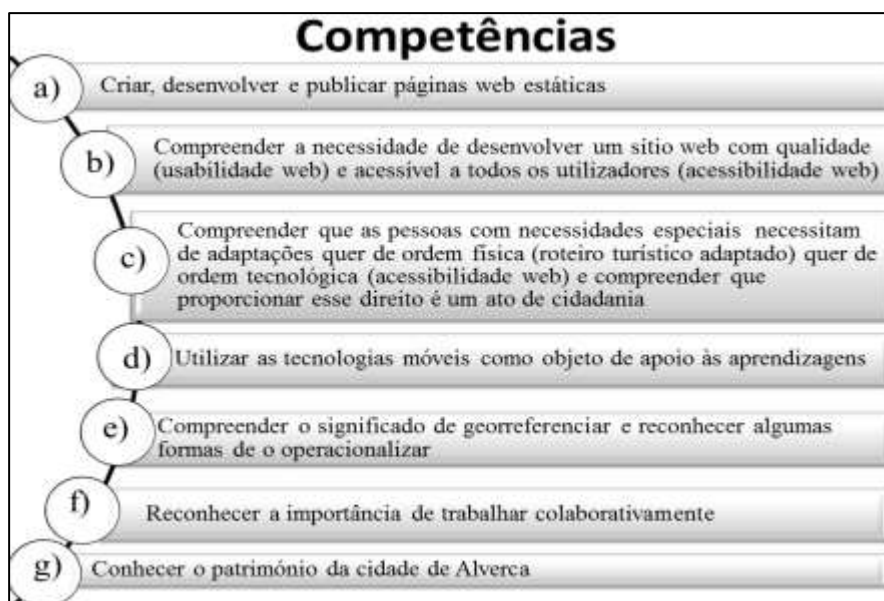 Competências
a) Criar, desenvolver e publicar páginas web estáticas
b) Compreender a necessidade de desenvolver um sítio web com qualidade
(usabilidade web) e acessível a todos os utilizadores (acessibilidade web)
c) Compreender que as pessoas com necessidades especiais necessitam
de adaptações quer de ordem física (roteiro turístico adaptado) quer de
ordem tecnológica (acessibilidade web) e compreender que
proporcionar esse direito é um ato de cidadania
d) Utilizar as tecnologias móveis como objeto de apoio às aprendizagens
e) Compreender o significado de georreferenciar e reconhecer algumas
formas de o operacionalizar
f) Reconhecer a importância de trabalhar colaborativamente
g) Conhecer o património da cidade de Alverca